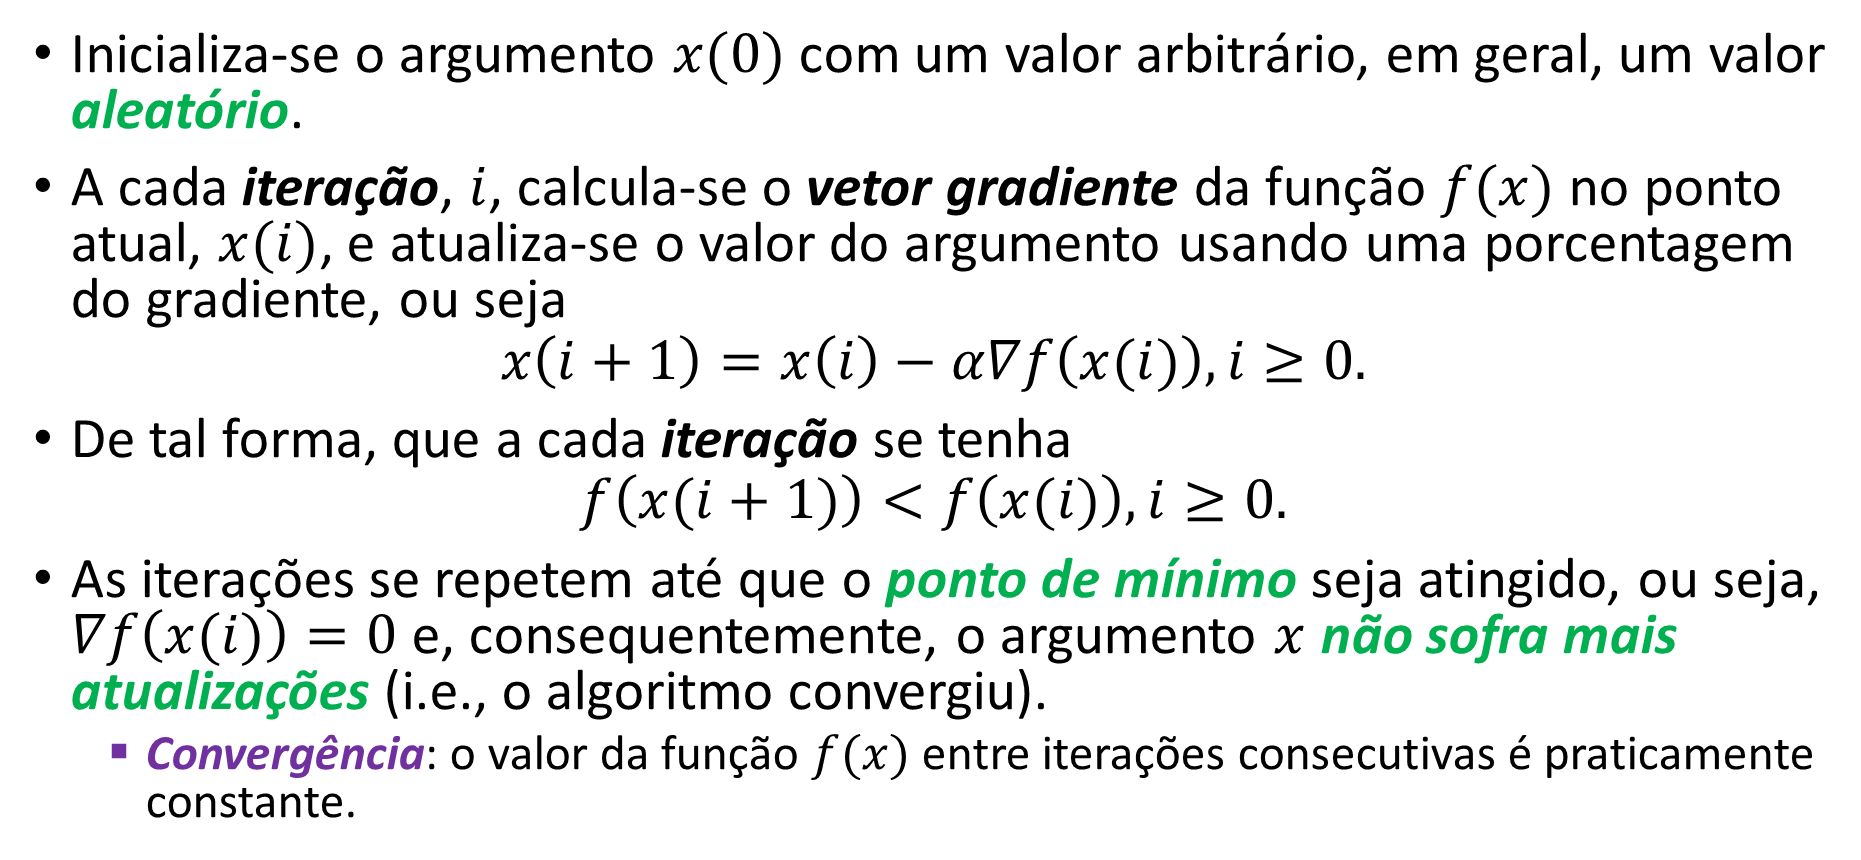 • Inicializa-se o argumento 𝑥(0) com um valor arbitrário, em geral, um valor
aleatório.
• A cada iteração, 𝑖, calcula-se o vetor gradiente da função 𝑓(𝑥) no ponto
atual, 𝑥(𝑖), e atualiza-se o valor do argumento usando uma porcentagem
do gradiente, ou seja
𝑥(𝑖 + 1) = 𝑥(𝑖) − 𝛼∇𝑓(𝑥(𝑖)), 𝑖 ≥ 0.
• De tal forma, que a cada iteração se tenha
𝑓(𝑥(𝑖 + 1)) < 𝑓(𝑥(𝑖)), 𝑖 ≥ 0.
• As iterações se repetem até que o ponto de mínimo seja atingido, ou seja,
∇𝑓(𝑥(𝑖)) = 0 e, consequentemente, o argumento 𝑥 não sofra mais
atualizações (i.e., o algoritmo convergiu).
▪ Convergência: o valor da função 𝑓(𝑥) entre iterações consecutivas é praticamente
constante.